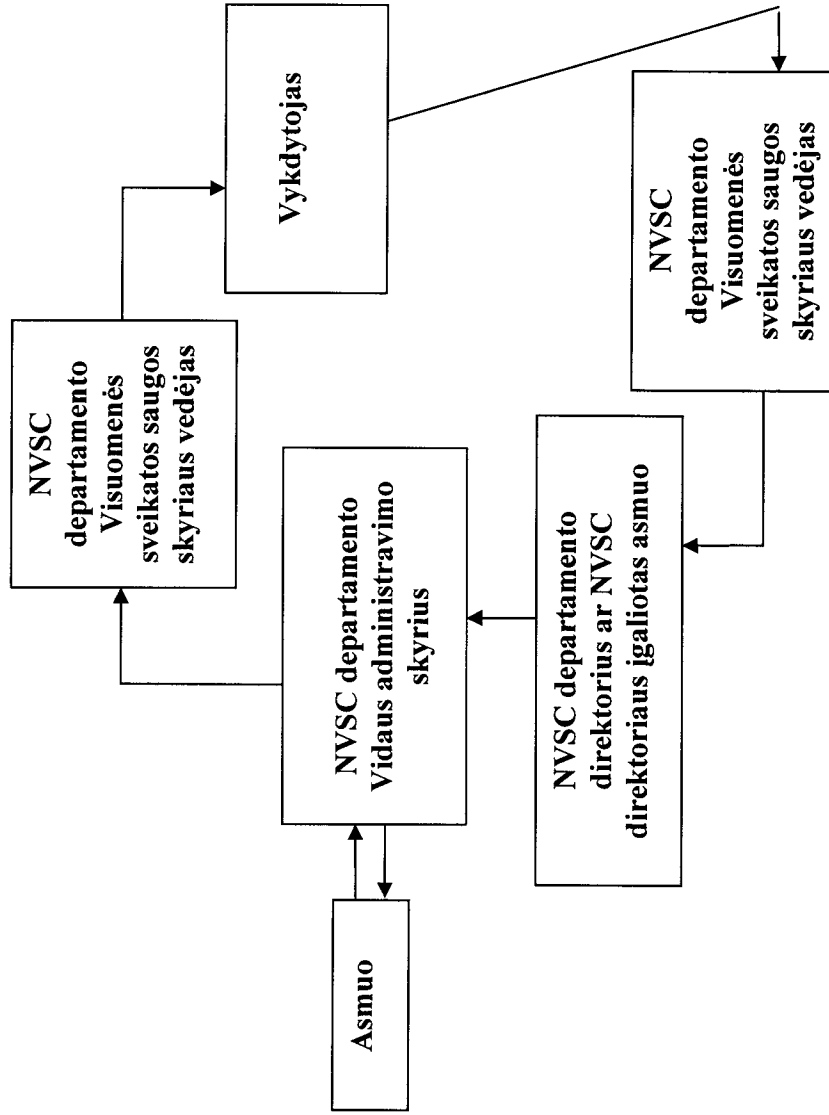 Asmuo
NVSC departamento
Vidaus administravimo
skyrius
NVSC
departamento
Visuomenės
sveikatos saugos
skyriaus vedėjas
Vykdytojas
NVSC
departamento
Visuomenės
sveikatos saugos
skyriaus vedėjas
NVSC departamento
direktorius ar NVSC
direktoriaus įgaliotas asmuo